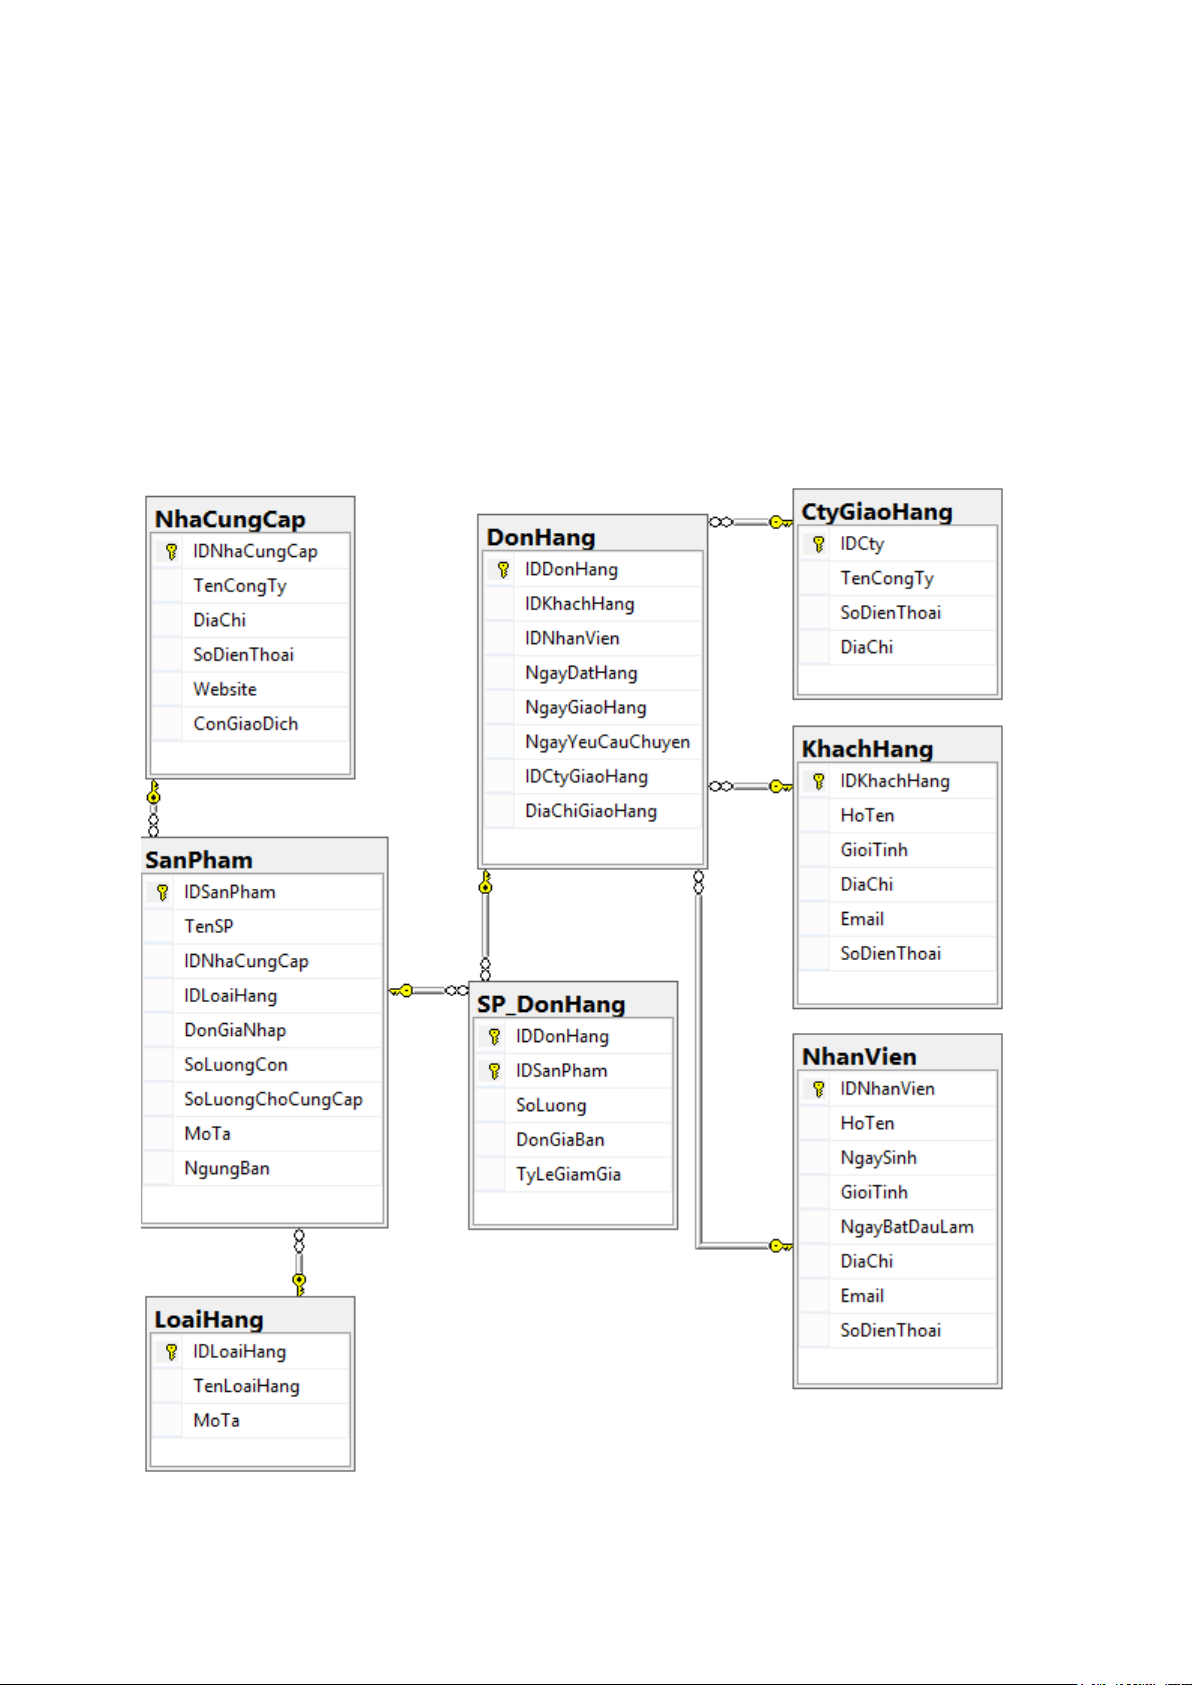 NhaCungCap
IDNhaCungCap
TenCongTy
DiaChi
SoDienThoai
Website
ConGiaoDich
SanPham
IDSanPham
TenSP
IDNhaCungCap
IDLoaiHang
DonGiaNhap
SoLuongCon
SoLuongChoCungCap
MoTa
NgungBan
LoaiHang
IDLoaiHang
TenLoaiHang
MoTa
DonHang
IDDonHang
IDKhachHang
IDNhanVien
NgayDatHang
NgayGiaoHang
NgayYeuCauChuyen
IDCtyGiaoHang
DiaChiGiaoHang
SP_DonHang
IDDonHang
IDSanPham
SoLuong
DonGiaBan
TyLeGiamGia
CtyGiaoHang
IDCty
TenCongTy
SoDienThoai
DiaChi
KhachHang
IDKhachHang
HoTen
GioiTinh
DiaChi
Email
SoDienThoai
NhanVien
IDNhanVien
HoTen
NgaySinh
GioiTinh
NgayBatDauLam
DiaChi
Email
SoDienThoai